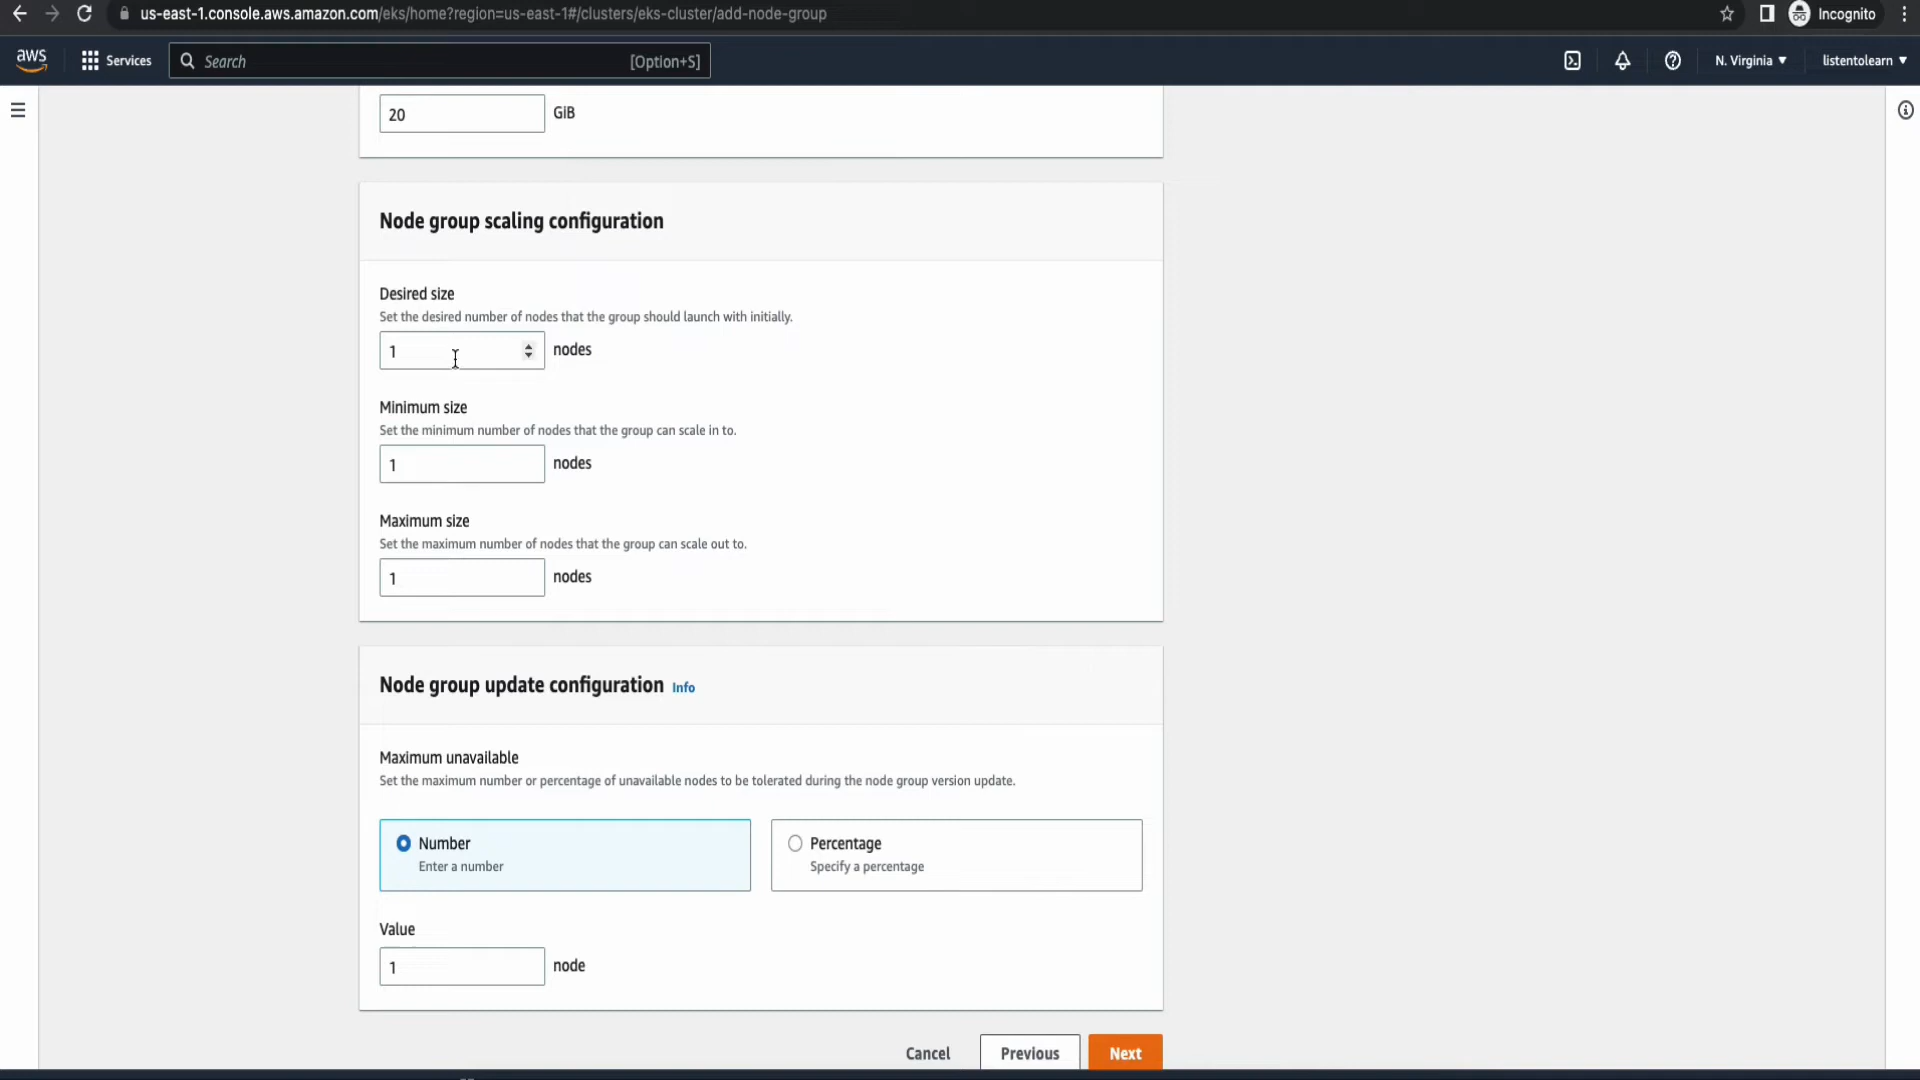 us-east-1.console.aws.amazon.com/eks/home?region=us-east-1#/clusters/eks-cluster/add-node-group
Incognito
aws
Services
Search
[Option+S]
N. Virginia
listentolearn
20
GiB
Node group scaling configuration
Desired size
Set the desired number of nodes that the group should launch with initially.
1
nodes
Minimum size
Set the minimum number of nodes that the group can scale in to.
1
nodes
Maximum size
Set the maximum number of nodes that the group can scale out to.
1
nodes
Node group update configuration Info
Maximum unavailable
Set the maximum number or percentage of unavailable nodes to be tolerated during the node group version update.
Number
Enter a number
Percentage
Specify a percentage
Value
1
node
Cancel
Previous
Next